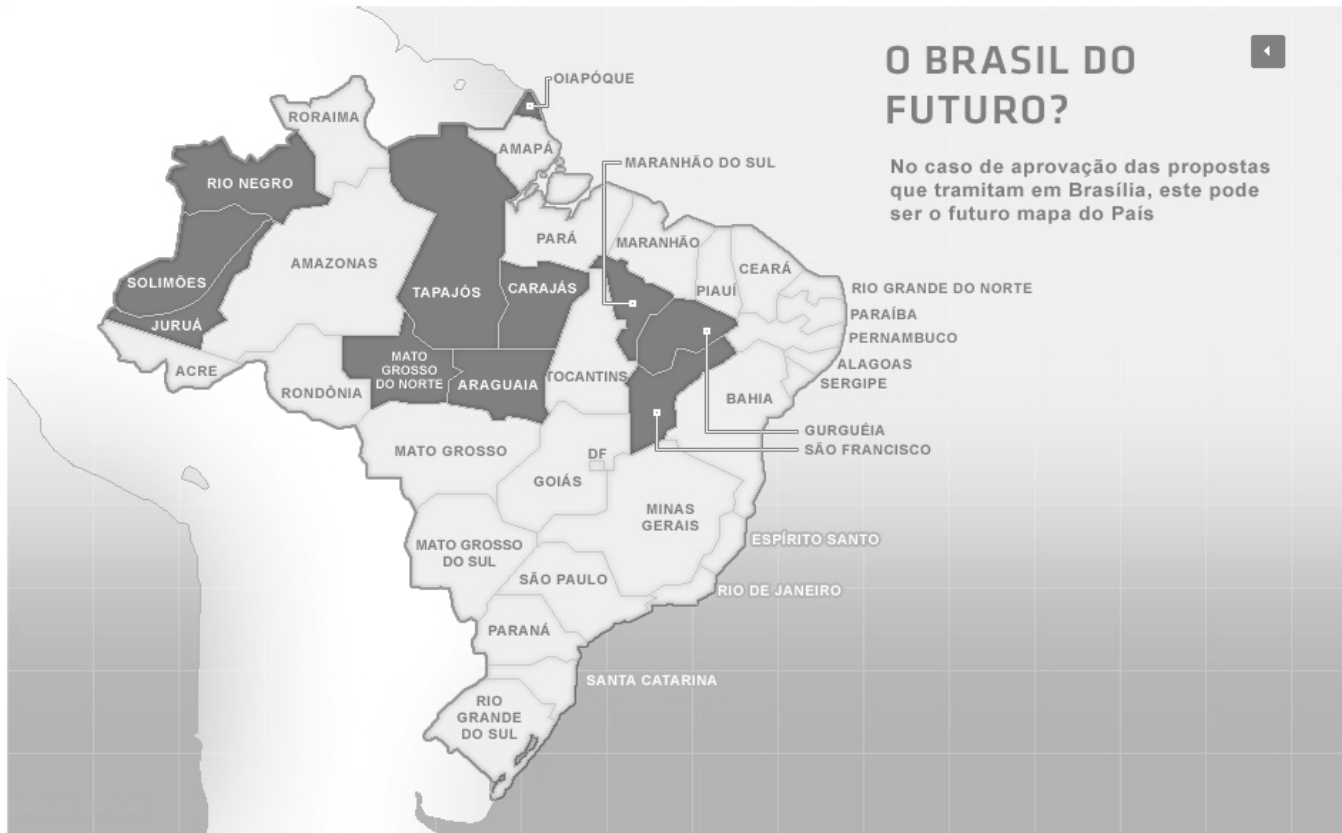 O BRASIL DO
FUTURO?
No caso de aprovação das propostas
que tramitam em Brasília, este pode
ser o futuro mapa do País
OIAPÓQUE
RORAIMA
AMAPÁ
MARANHÃO DO SUL
RIO NEGRO
PARÁ
MARANHÃO
AMAZONAS
CEARÁ
SOLIMÕES
TAPAJÓS
CARAJÁS
PIAUÍ
RIO GRANDE DO NORTE
PARAÍBA
JURUÁ
PERNAMBUCO
ACRE
MATO
GROSSO
DO NORTE
ALAGOAS
RONDÔNIA
ARAGUAIA
TOCANTINS
SERGIPE
BAHIA
GURGUÉIA
SÃO FRANCISCO
MATO GROSSO
DF
GOIÁS
MINAS
GERAIS
ESPÍRITO SANTO
MATO GROSSO
DO SUL
SÃO PAULO
RIO DE JANEIRO
PARANÁ
SANTA CATARINA
RIO
GRANDE
DO SUL